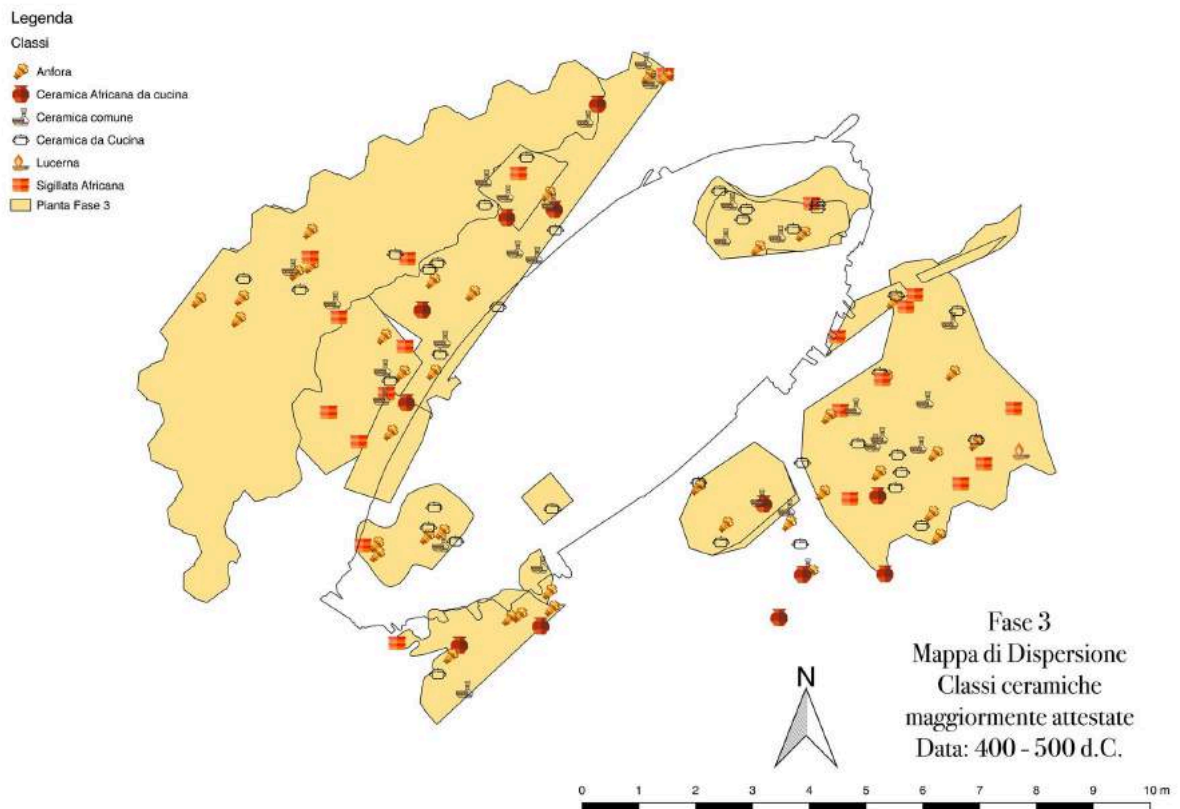 Legenda
Classi
Anfora
Ceramica Africana da cucina
Ceramica comune
Ceramica da Cucina
Lucerna
Sigillata Africana
Pianta Fase 3
Fase 3
Mappa di Dispersione
Classi ceramiche
maggiormente attestate
Data: 400 - 500 d.C.
N
0 1 2 3 4 5 6 7 8 9 10 m